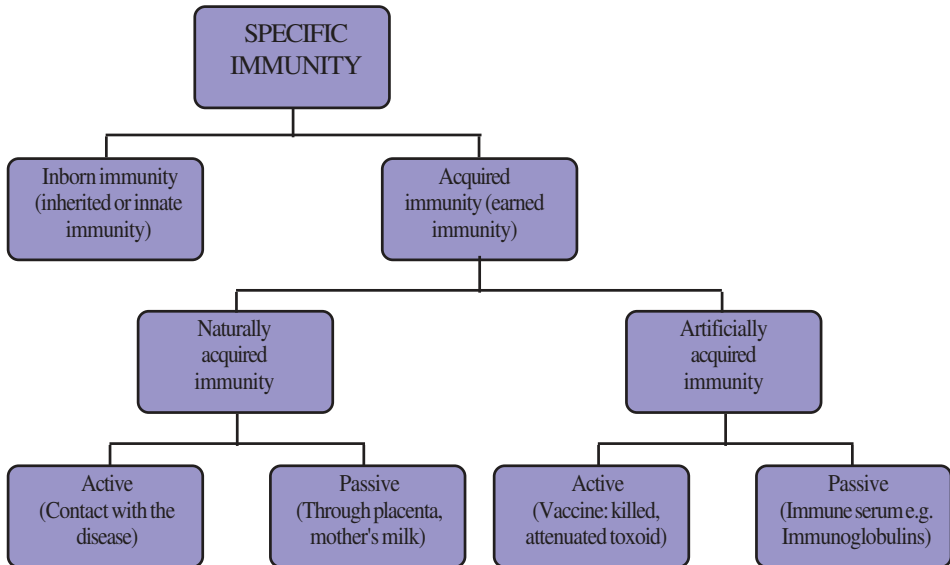 SPECIFIC
IMMUNITY
Inborn immunity
(inherited or innate
immunity)
Acquired
immunity (earned
immunity)
Naturally
acquired
immunity
Artificially
acquired
immunity
Active
(Contact with the
disease)
Passive
(Through placenta,
mother's milk)
Active
(Vaccine: killed,
attenuated toxoid)
Passive
(Immune serum e.g.
Immunoglobulins)